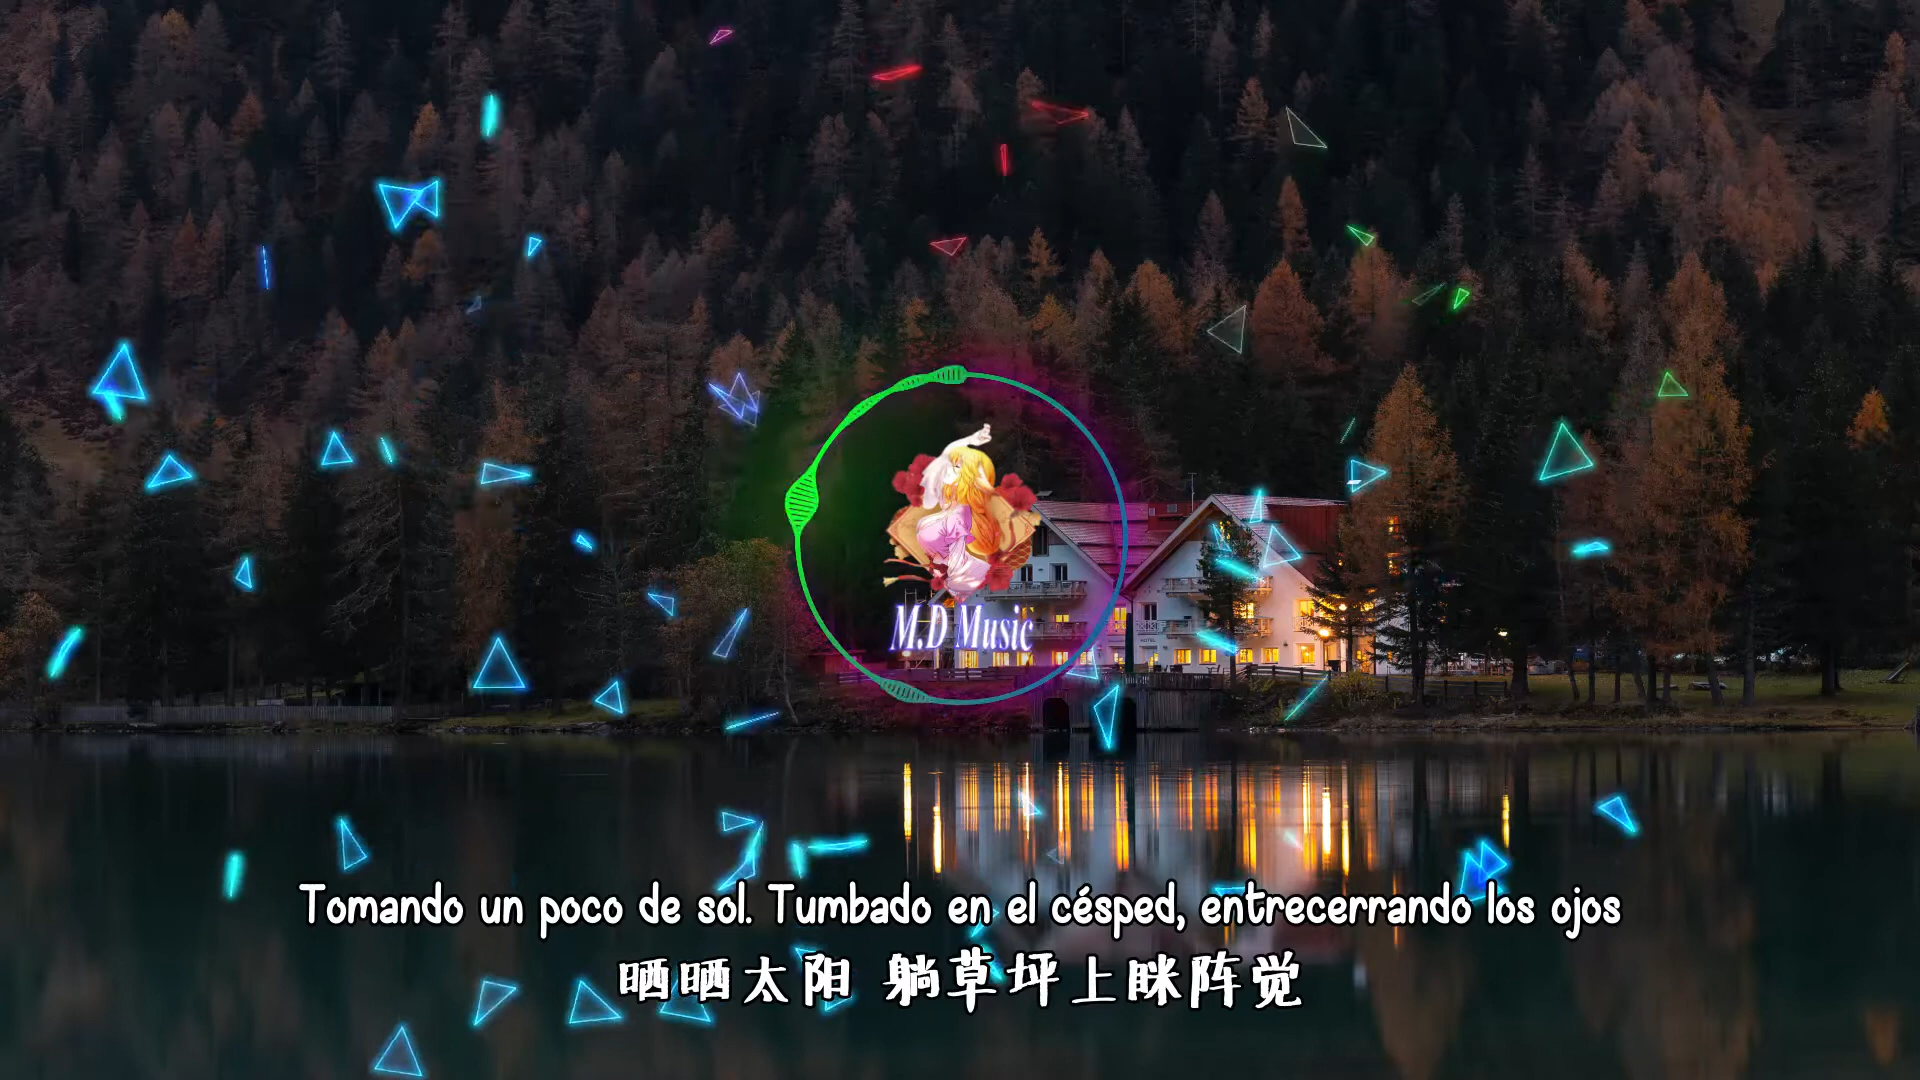 M.D Music
HOTEL
Tomando un poco de sol. Tumbado en el césped, entrecerrando los ojos
晒晒太阳 躺草坪上眯阵觉